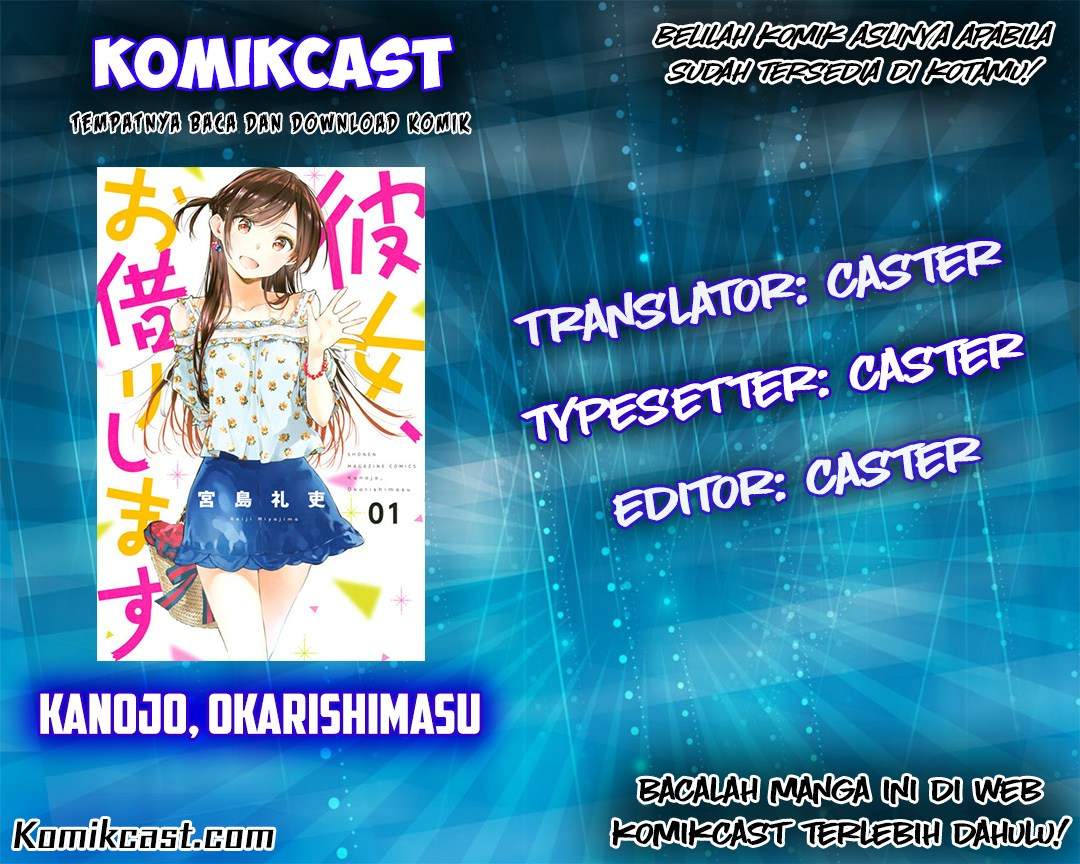 KOMIKCAST
TEMPATNYA BACA DAN DOWNLOAD KOMIK
BELILAH KOMIK ASLINYA APABILA
SUDAH TERSEDIA DI KOTAMU!
彼女、
お借りします
SHONEN
MAGAZINE COMICS
Kanojo,
Okarishimasu
宮島礼吏
Reiji Miyajima
01
TRANSLATOR: CASTER
TYPESETTER: CASTER
EDITOR: CASTER
KANOJO, OKARISHIMASU
Komikcast.com
BACALAH MANGA INI DI WEB
KOMIKCAST TERLEBIH DAHULU!